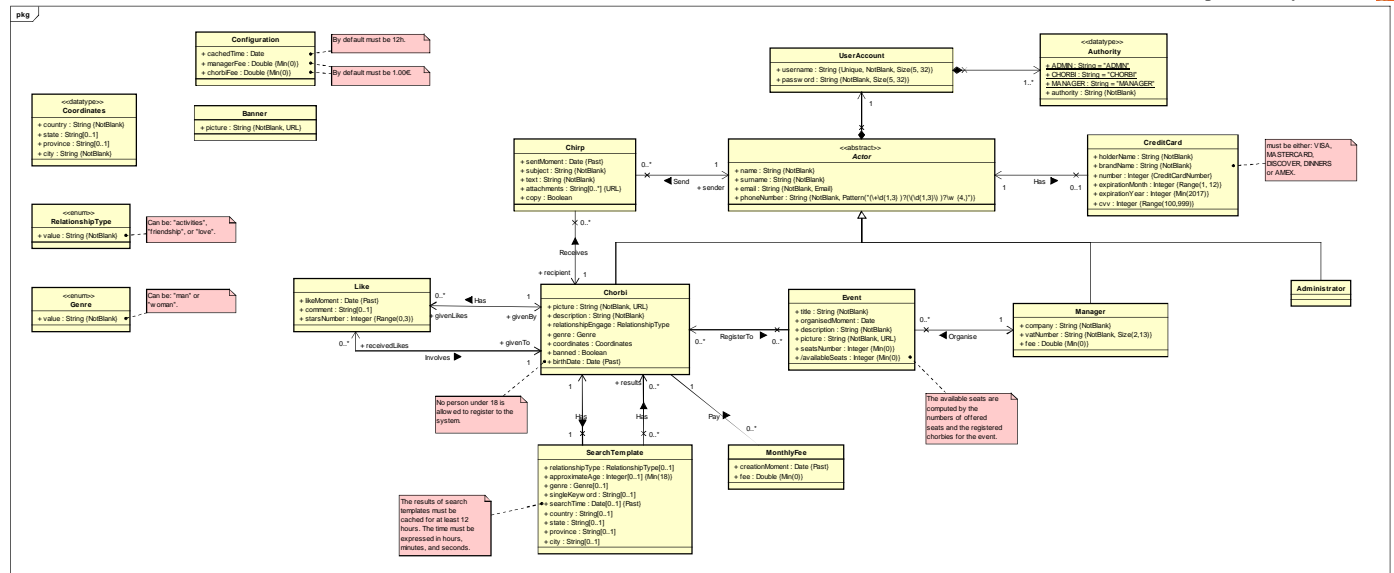 pkg
Configuration
+ cachedTime : Date
+ managerFee : Double {Min(0)}
+ chorbiFee : Double {Min(0)}
By default must be 12h.
By default must be 1.00€.
<<datatype>>
Coordinates
+ country : String {NotBlank}
+ state : String[0..1]
+ province : String[0..1]
+ city : String {NotBlank}
Banner
+ picture : String {NotBlank, URL}
<<enum>>
RelationshipType
+ value : String {NotBlank}
Can be: "activities",
"friendship", or "love".
<<enum>>
Genre
+ value : String {NotBlank}
Can be: "man" or
"woman".
UserAccount
+ username : String {Unique, NotBlank, Size(5, 32)}
+ password : String {NotBlank, Size(5, 32)}
1..*
1
<<datatype>>
Authority
+ ADMIN : String = "ADMIN"
+ CHORBI : String = "CHORBI"
+ MANAGER : String = "MANAGER"
+ authority : String {NotBlank}
Chirp
+ sentMoment : Date {Past}
+ subject : String {NotBlank}
+ text : String {NotBlank}
+ attachments : String[0..*] {URL}
+ copy : Boolean
0..*
1
Send
+ sender
<<abstract>>
Actor
+ name : String {NotBlank}
+ surname : String {NotBlank}
+ email : String {NotBlank, Email}
+ phoneNumber : String {NotBlank, Pattern("(\+\d{1,3} )?(\(\d{1,3}\) )?\w {4,}")}
Has
1
0..1
CreditCard
+ holderName : String {NotBlank}
+ brandName : String {NotBlank}
+ number : Integer {CreditCardNumber}
+ expirationMonth : Integer {Range(1, 12)}
+ expirationYear : Integer {Min(2017)}
+ cvv : Integer {Range(100,999)}
must be either: VISA,
MASTERCARD,
DISCOVER, DINNERS
or AMEX.
0..*
Receives
+ recipient
1
Like
+ likeMoment : Date {Past}
+ comment : String[0..1]
+ starsNumber : Integer {Range(0,3)}
0..*
Has
1
+ givenLikes
+ givenBy
0..*
+ receivedLikes
Involves
+ givenTo
1
Chorbi
+ picture : String {NotBlank, URL}
+ description : String {NotBlank}
+ relationshipEngage : RelationshipType
+ genre : Genre
+ coordinates : Coordinates
+ banned : Boolean
+ birthDate : Date {Past}
No person under 18 is
allowed to register to the
system.
0..*
RegisterTo
0..*
Event
+ title : String {NotBlank}
+ organisedMoment : Date
+ description : String {NotBlank}
+ picture : String {NotBlank, URL}
+ seatsNumber : Integer {Min(0)}
+ /availableSeats : Integer {Min(0)}
0..*
1
Organise
Manager
+ company : String {NotBlank}
+ vatNumber : String {NotBlank, Size(2,13)}
+ fee : Double {Min(0)}
Administrator
The available seats are
computed by the
numbers of offered
seats and the registered
chorbies for the event.
1
+ results
0..*
1
Has
Has
Pay
1
0..*
0..*
SearchTemplate
+ relationshipType : RelationshipType[0..1]
+ approximateAge : Integer[0..1] {Min(18)}
+ genre : Genre[0..1]
+ singleKeyword : String[0..1]
+ searchTime : Date[0..1] {Past}
+ country : String[0..1]
+ state : String[0..1]
+ province : String[0..1]
+ city : String[0..1]
The results of search
templates must be
cached for at least 12
hours. The time must be
expressed in hours,
minutes, and seconds.
MonthlyFee
+ creationMoment : Date {Past}
+ fee : Double {Min(0)}